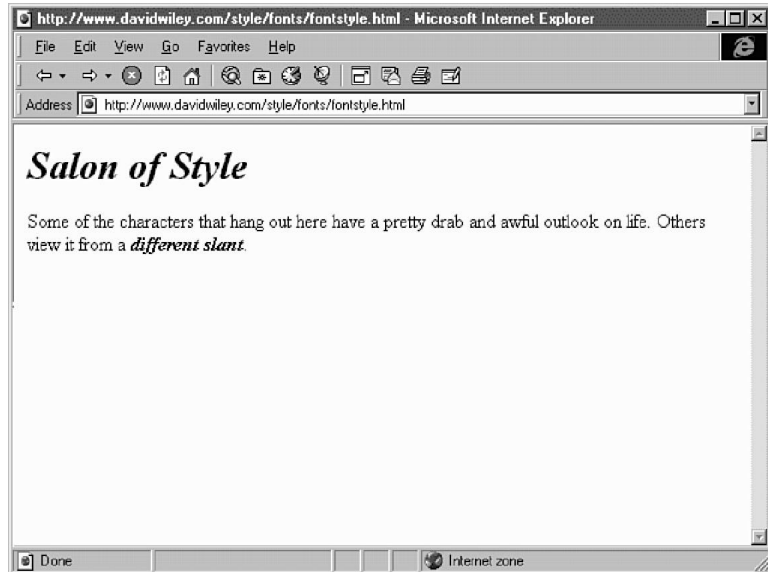 http://www.davidwiley.com/style/fonts/fontstyle.html - Microsoft Internet Explorer
File Edit View Go Favorites Help
Address http://www.davidwiley.com/style/fonts/fontstyle.html
Salon of Style
Some of the characters that hang out here have a pretty drab and awful outlook on life. Others
view it from a different slant.
Done Internet zone